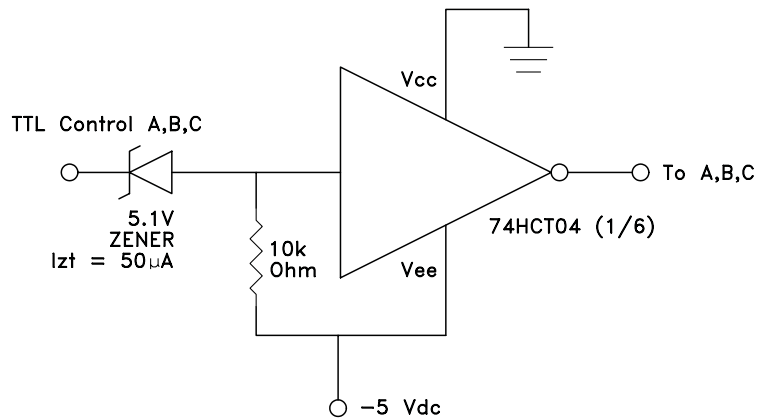 Vcc
TTL Control A,B,C
To A,B,C
5.1V
ZENER
Izt = 50μA
10k
Ohm
74HCT04 (1/6)
Vee
-5 Vdc